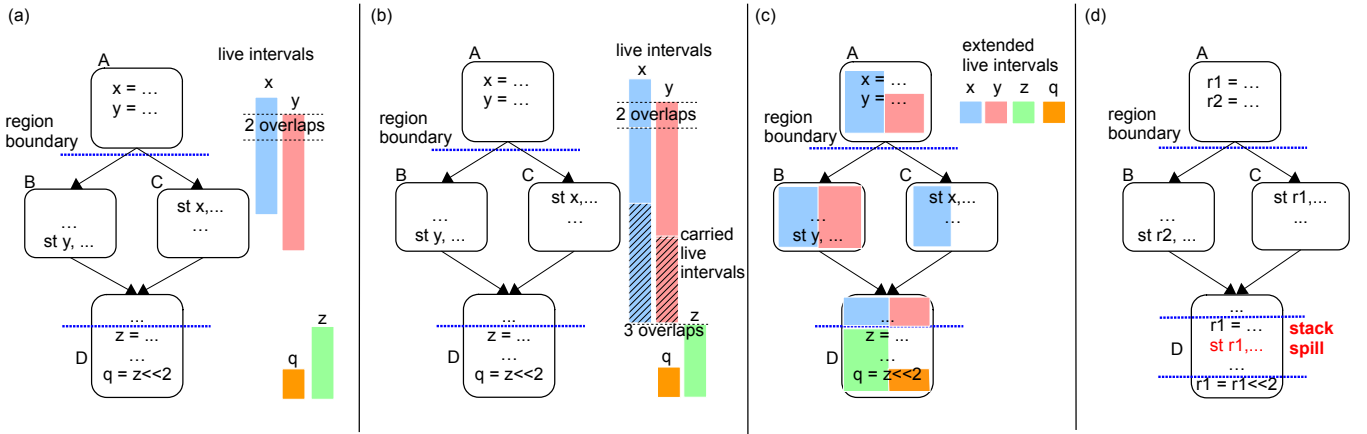 (a)
live intervals
A
x
x = …
y = …
y
2 overlaps
region
boundary
B
C
st x,...
…
…
st y, ...
…
z = …
…
q = z<<2
D
z
q
(b)
live intervals
A
x
x = …
y = …
y
2 overlaps
region
boundary
B
C
st x,...
…
…
st y, ...
carried
live
intervals
…
z = …
…
q = z<<2
D
z
3 overlaps
q
(c)
extended
live intervals
x y z q
A
x = …
y = …
region
boundary
B
C
st x,...
…
…
st y, ...
…
z = …
…
q = z<<2
D
(d)
A
r1 = …
r2 = …
region
boundary
B
C
st r1,...
…
…
st r2, ...
…
r1 = …
st r1,...
…
r1 = r1<<2
D
stack
spill